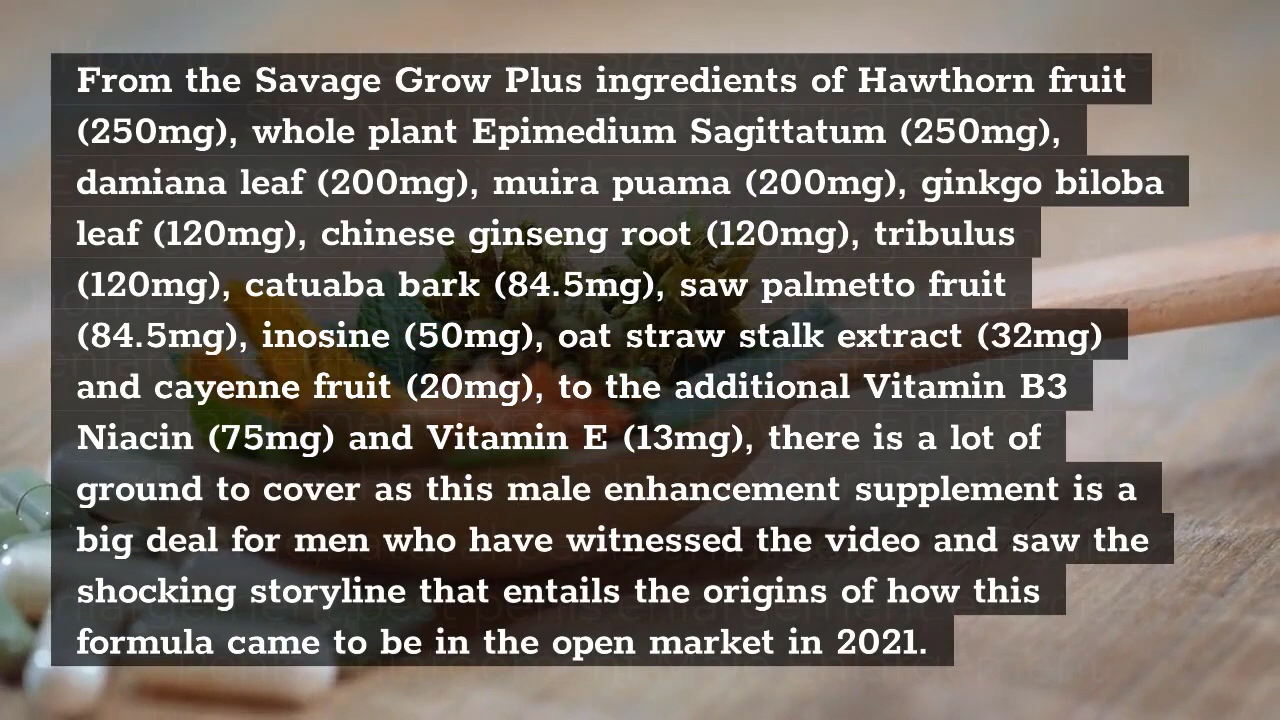 From the Savage Grow Plus ingredients of Hawthorn fruit
(250mg), whole plant Epimedium Sagittatum (250mg),
damiana leaf (200mg), muira puama (200mg), ginkgo biloba
leaf (120mg), chinese ginseng root (120mg), tribulus
(120mg), catuaba bark (84.5mg), saw palmetto fruit
(84.5mg), inosine (50mg), oat straw stalk extract (32mg)
and cayenne fruit (20mg), to the additional Vitamin B3
Niacin (75mg) and Vitamin E (13mg), there is a lot of
ground to cover as this male enhancement supplement is a
big deal for men who have witnessed the video and saw the
shocking storyline that entails the origins of how this
formula came to be in the open market in 2021.